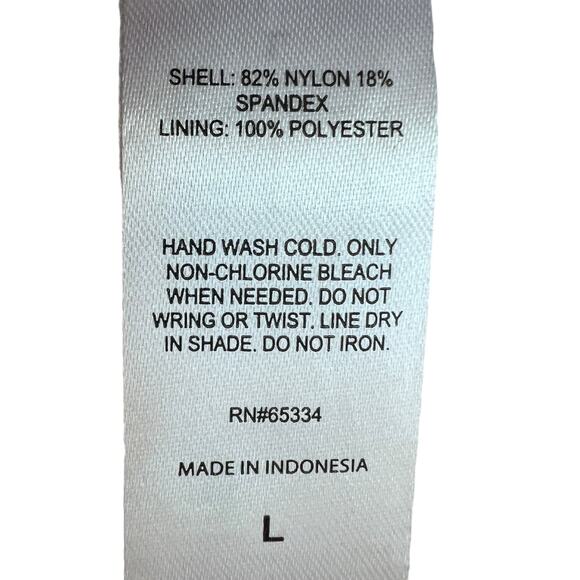 SHELL: 82% NYLON 18%
SPANDEX
LINING: 100% POLYESTER
HAND WASH COLD. ONLY
NON-CHLORINE BLEACH
WHEN NEEDED. DO NOT
WRING OR TWIST. LINE DRY
IN SHADE. DO NOT IRON.
RN#65334
MADE IN INDONESIA
L